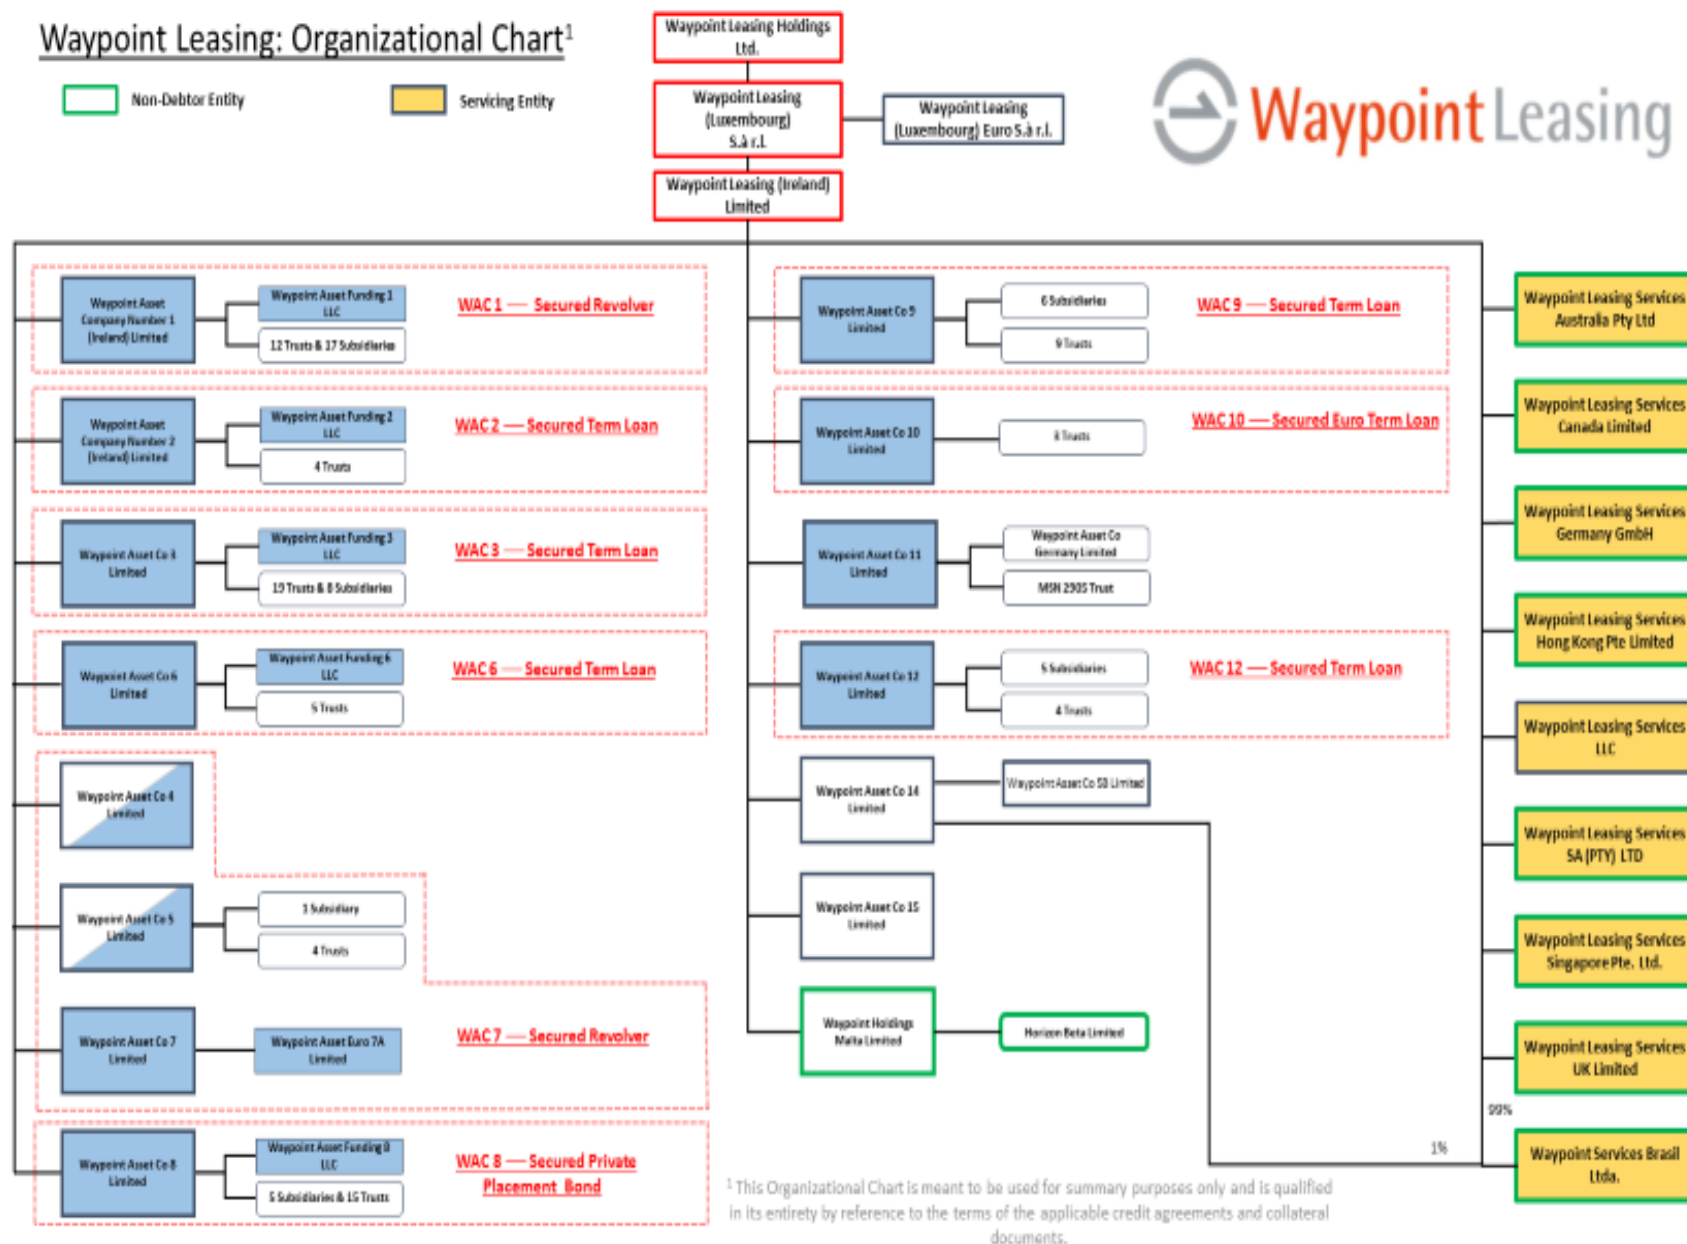 Waypoint Leasing: Organizational Chart1
Non-Debtor Entity
Servicing Entity
Waypoint Leasing Holdings
Ltd.
Waypoint Leasing
(Luxembourg)
S.à r.l.
Waypoint Leasing
(Luxembourg) Euro S.à r.l.
Waypoint Leasing (Ireland)
Limited
Waypoint Leasing
Waypoint Asset
Company Number 1
(Ireland) Limited
Waypoint Asset Funding 1
LLC
12 Trusts & 17 Subsidiaries
WAC 1 — Secured Revolver
Waypoint Asset
Company Number 2
(Ireland) Limited
Waypoint Asset Funding 2
LLC
4 Trusts
WAC 2 — Secured Term Loan
Waypoint Asset Co 3
Limited
Waypoint Asset Funding 3
LLC
19 Trusts & 8 Subsidiaries
WAC 3 — Secured Term Loan
Waypoint Asset Co 6
Limited
Waypoint Asset Funding 6
LLC
5 Trusts
WAC 6 — Secured Term Loan
Waypoint Asset Co 4
Limited
Waypoint Asset Co 5
Limited
1 Subsidiary
4 Trusts
Waypoint Asset Co 7
Limited
Waypoint Asset Euro 7A
Limited
WAC 7 — Secured Revolver
Waypoint Asset Co 8
Limited
Waypoint Asset Funding 8
LLC
5 Subsidiaries & 15 Trusts
WAC 8 — Secured Private
Placement Bond
Waypoint Asset Co 9
Limited
6 Subsidiaries
9 Trusts
WAC 9 — Secured Term Loan
Waypoint Asset Co 10
Limited
Trusts
WAC 10 — Secured Euro Term Loan
Waypoint Asset Co 11
Limited
Waypoint Asset Co
Germany Limited
MSN 2905 Trust
Waypoint Asset Co 12
Limited
5 Subsidiaries
4 Trusts
WAC 12 — Secured Term Loan
Waypoint Asset Co 14
Limited
Waypoint Asset Co 5B Limited
Waypoint Asset Co 15
Limited
Waypoint Holdings
Malta Limited
Horizon Beta Limited
Waypoint Leasing Services
Australia Pty Ltd
Waypoint Leasing Services
Canada Limited
Waypoint Leasing Services
Germany GmbH
Waypoint Leasing Services
Hong Kong Pte Limited
Waypoint Leasing Services
LLC
Waypoint Leasing Services
SA (PTY) LTD
Waypoint Leasing Services
Singapore Pte. Ltd.
Waypoint Leasing Services
UK Limited
99%
1%
Waypoint Services Brasil
Ltda.
1 This Organizational Chart is meant to be used for summary purposes only and is qualified
in its entirety by reference to the terms of the applicable credit agreements and collateral
documents.